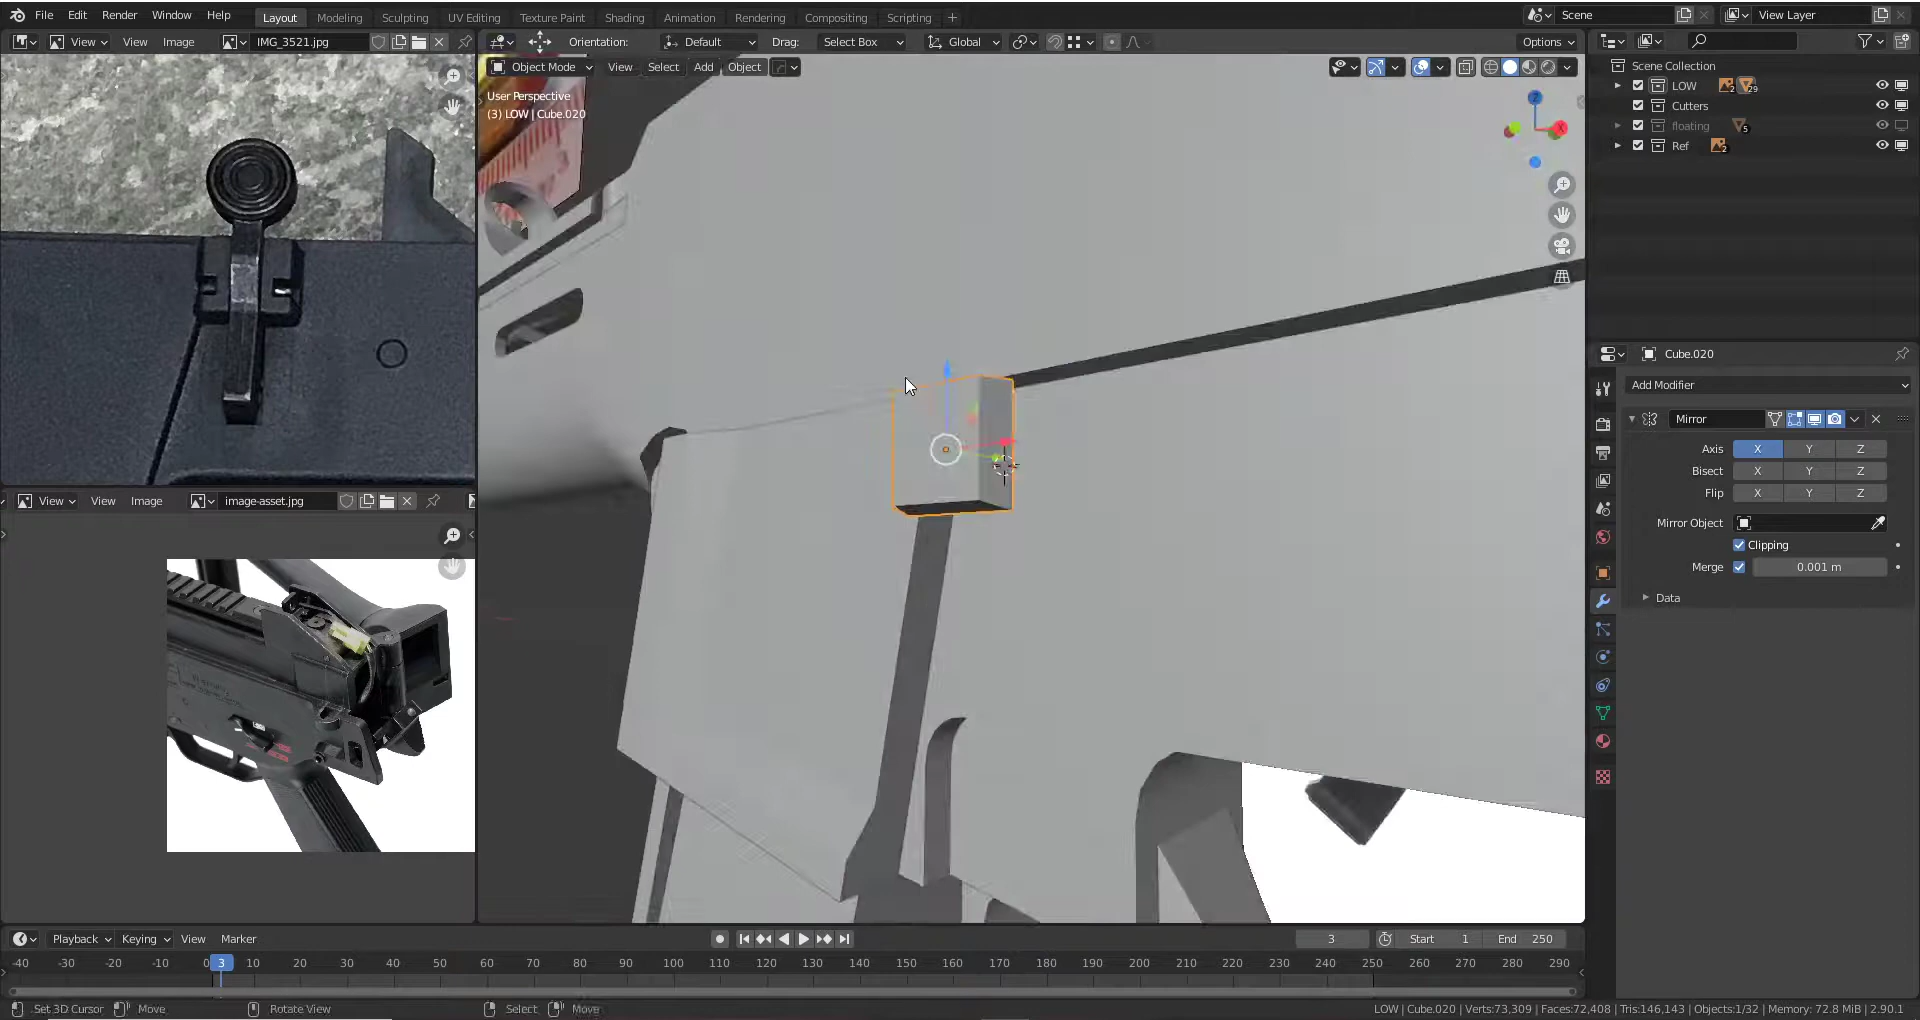 File Edit Render Window Help Layout Modeling Sculpting UV Editing Texture Paint Shading Animation Rendering Compositing Scripting + Scene View Layer
View View Image IMG_3521.jpg Orientation: Default Drag: Select Box Global Options
Object Mode View Select Add Object
User Perspective
(3) LOW | Cube.020
Z
X
Scene Collection
LOW 2 29
Cutters
floating 5
Ref 2
View View Image image-asset.jpg
Cube.020
Add Modifier
Mirror
Axis X Y Z
Bisect X Y Z
Flip X Y Z
Mirror Object
Clipping
Merge 0.001 m
Data
Playback Keying View Marker 3 Start 1 End 250
-40 -30 -20 -10 0 3 10 20 30 40 50 60 70 80 90 100 110 120 130 140 150 160 170 180 190 200 210 220 230 240 250 260 270 280 290
Set 3D Cursor Move Rotate View Select Move LOW | Cube.020 | Verts:73,309 | Faces:72,408 | Tris:146,143 | Objects:1/32 | Memory: 72.8 MiB | 2.90.1